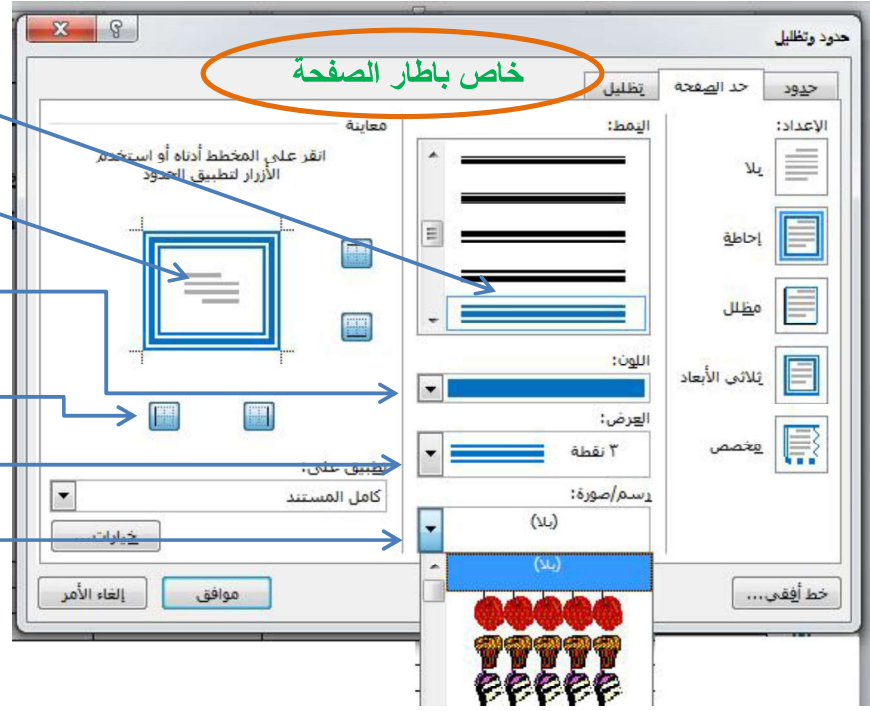 حدود وتظليل
خاص باطار الصفحة
حدود
حد الصفحة
تظليل
الإعداد:
بلا
إحاطة
مظلل
ثلاثي الأبعاد
مخصص
النمط:
اللون:
العرض:
٣ نقطة
رسم/صورة:
(بلا)
(بلا)
معاينة
انقر على المخطط أدناه أو استخدم
الأزرار لتطبيق الحدود
تطبيق على:
كامل المستند
خيارات...
خط أفقي...
موافق
إلغاء الأمر